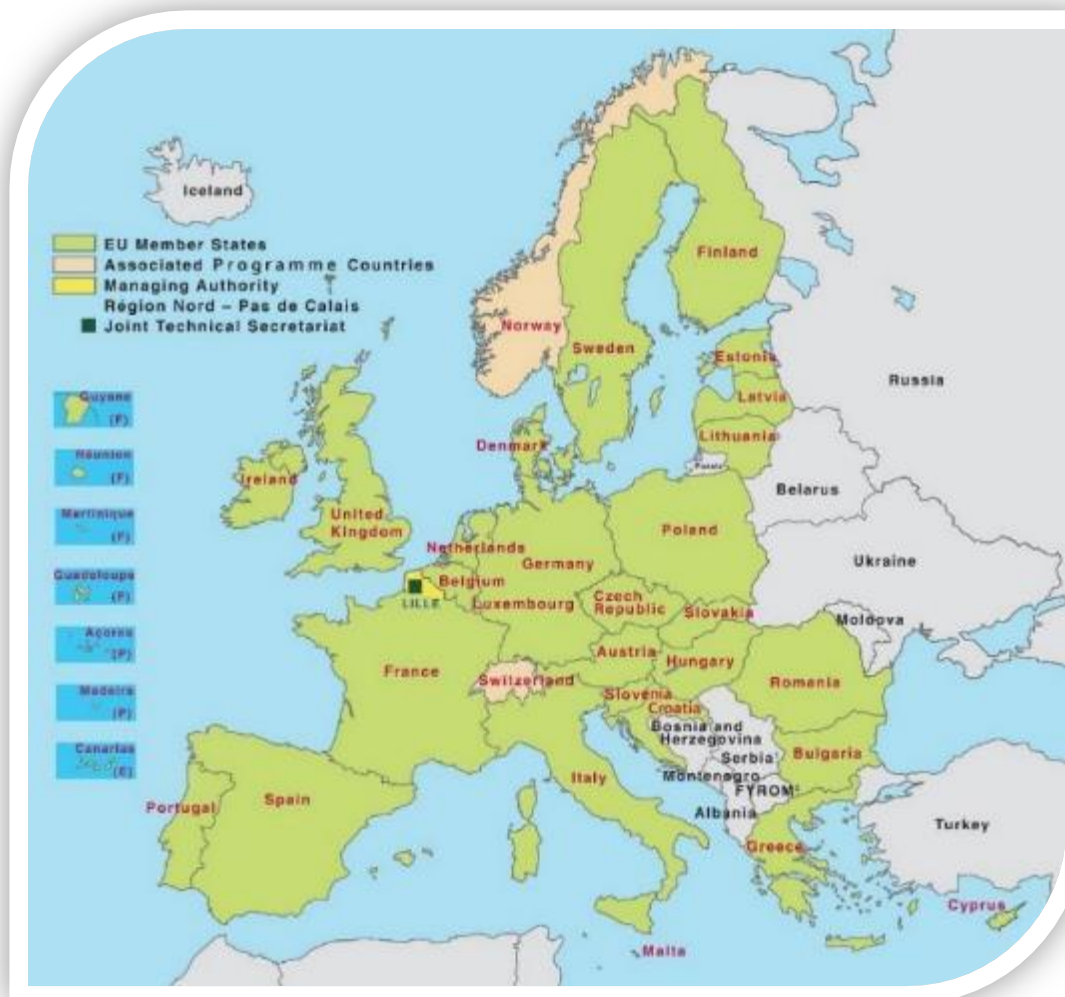 Iceland
EU Member States
Associated Programme Countries
Managing Authority
Région Nord – Pas de Calais
Joint Technical Secretariat
Finland
Norway
Sweden
Estonia
Russia
Guyane
(F)
Latvia
Lithuania
Denmark
Réunion
(F)
Ireland
Belarus
Martinique
(F)
United
Kingdom
Poland
Netherlands
Germany
Ukraine
Guadeloupe
(F)
Belgium
LILLE
Luxembourg
Czech
Republic
Slovakia
Moldova
Açores
(P)
Austria
Hungary
France
Switzerland
Romania
Madeira
(P)
Slovenia
Croatia
Bosnia and
Herzegovina
Canarias
(E)
Serbia
Bulgaria
Montenegro
Italy
FYROM
Portugal
Spain
Albania
Turkey
Greece
Cyprus
Malta